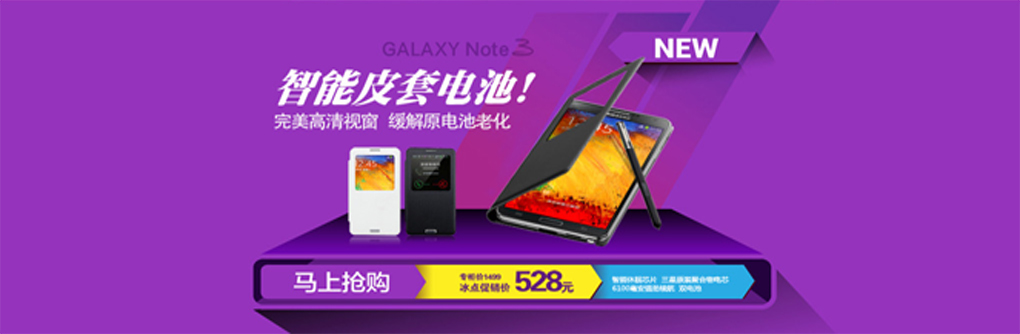 GALAXY Note 3
NEW
智能皮套电池!
完美高清视窗 缓解原电池老化
马上抢购
专柜价1499
冰点促销价 528元
智能休眠芯片 三星原装聚合物电芯
6100毫安值得续航 双电池